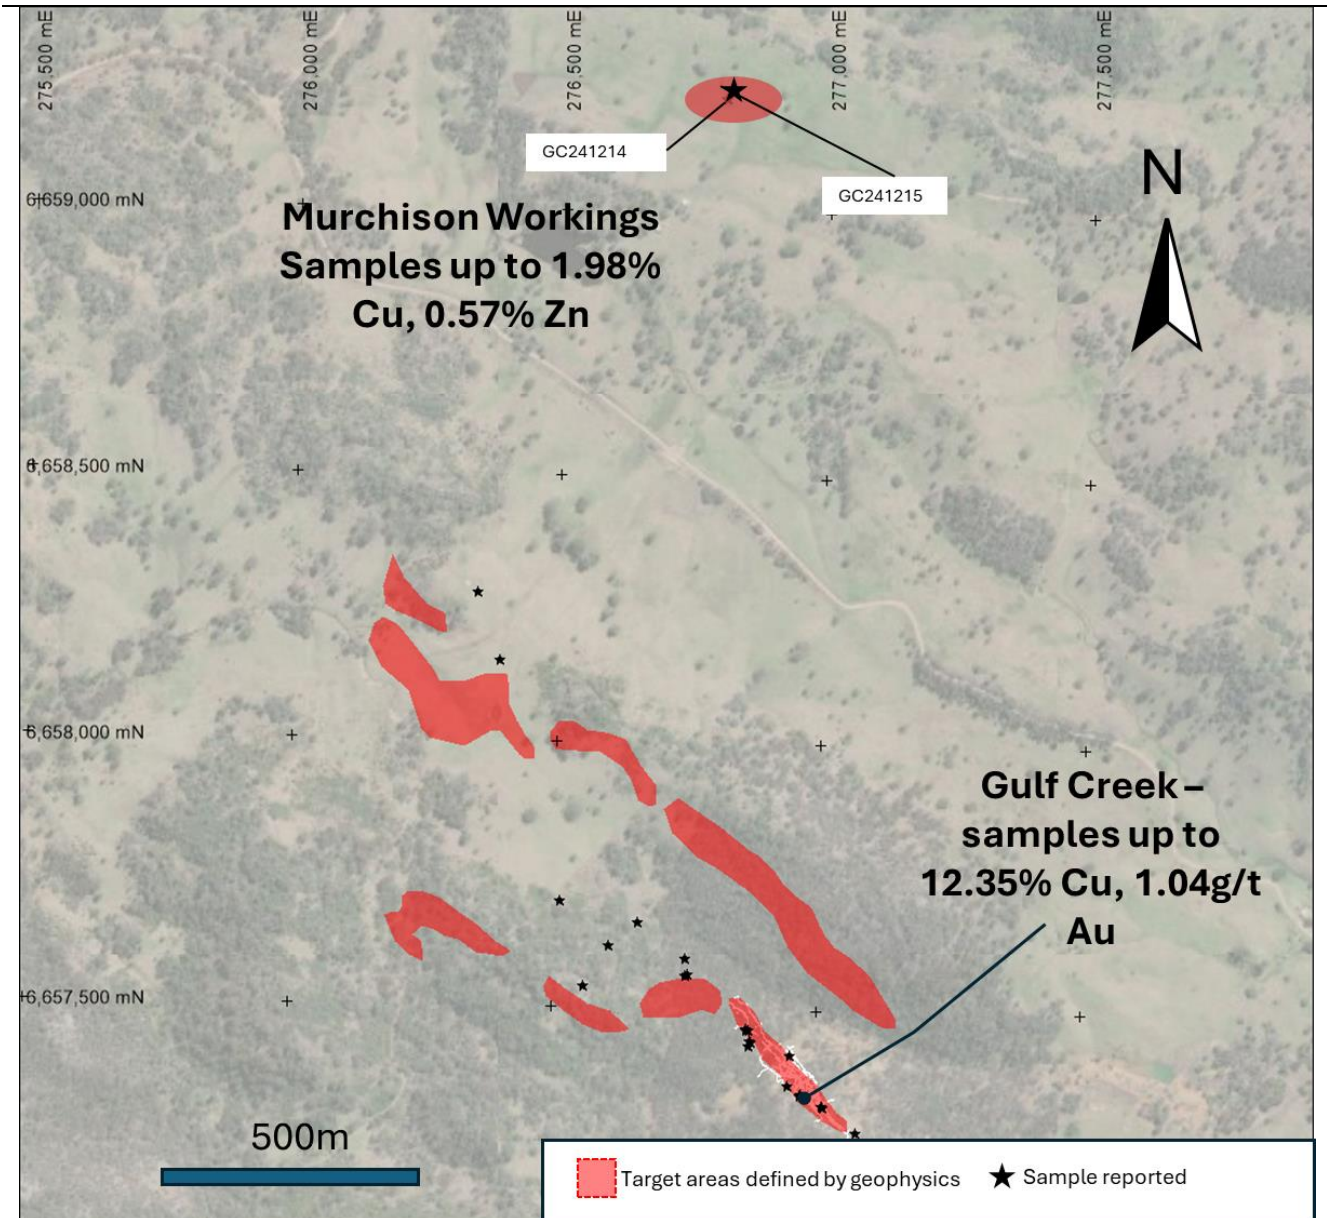 275,500 mE
276,000 mE
276,500 mE
277,000 mE
277,500 mE
GC241214
GC241215
N
6,659,000 mN
Murchison Workings
Samples up to 1.98%
Cu, 0.57% Zn
6,658,500 mN
6,658,000 mN
Gulf Creek –
samples up to
12.35% Cu, 1.04g/t
Au
6,657,500 mN
500m
Target areas defined by geophysics
Sample reported